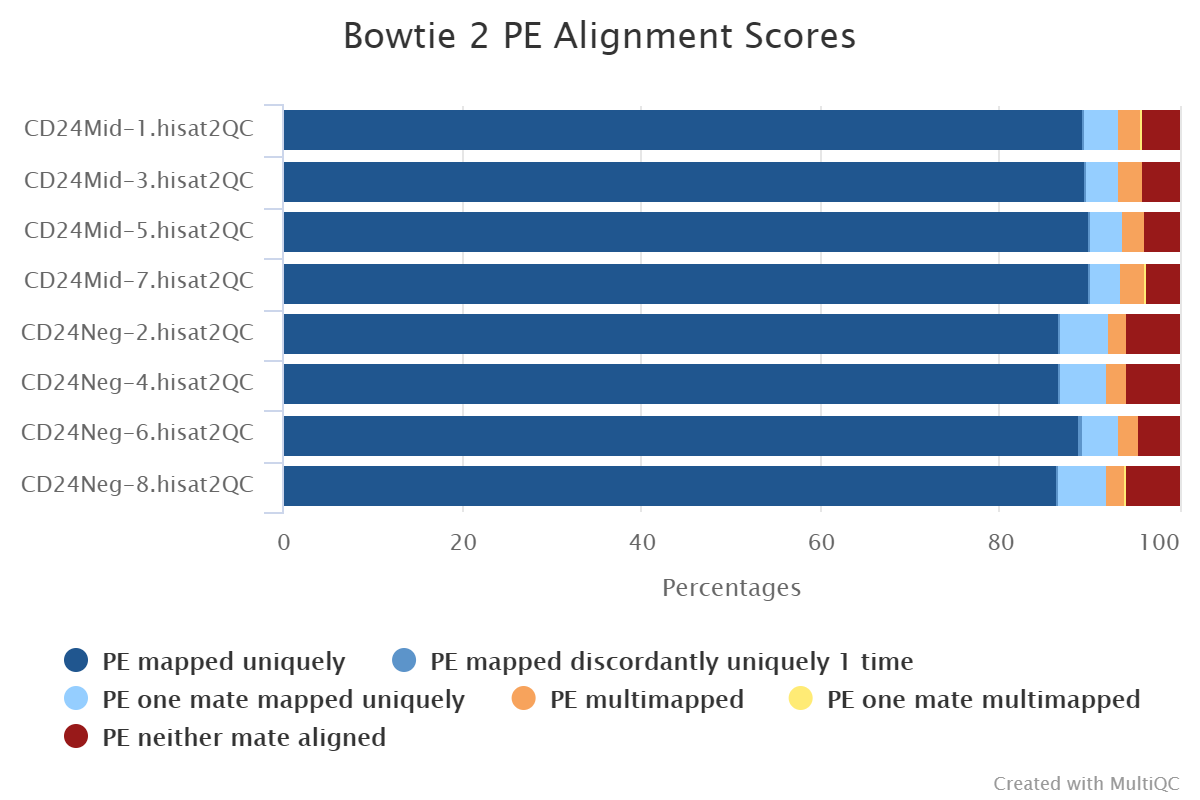 Bowtie 2 PE Alignment Scores
CD24Mid-1.hisat2QC
CD24Mid-3.hisat2QC
CD24Mid-5.hisat2QC
CD24Mid-7.hisat2QC
CD24Neg-2.hisat2QC
CD24Neg-4.hisat2QC
CD24Neg-6.hisat2QC
CD24Neg-8.hisat2QC
0 20 40 60 80 100
Percentages
PE mapped uniquely PE mapped discordantly uniquely 1 time
PE one mate mapped uniquely PE multimapped PE one mate multimapped
PE neither mate aligned
Created with MultiQC